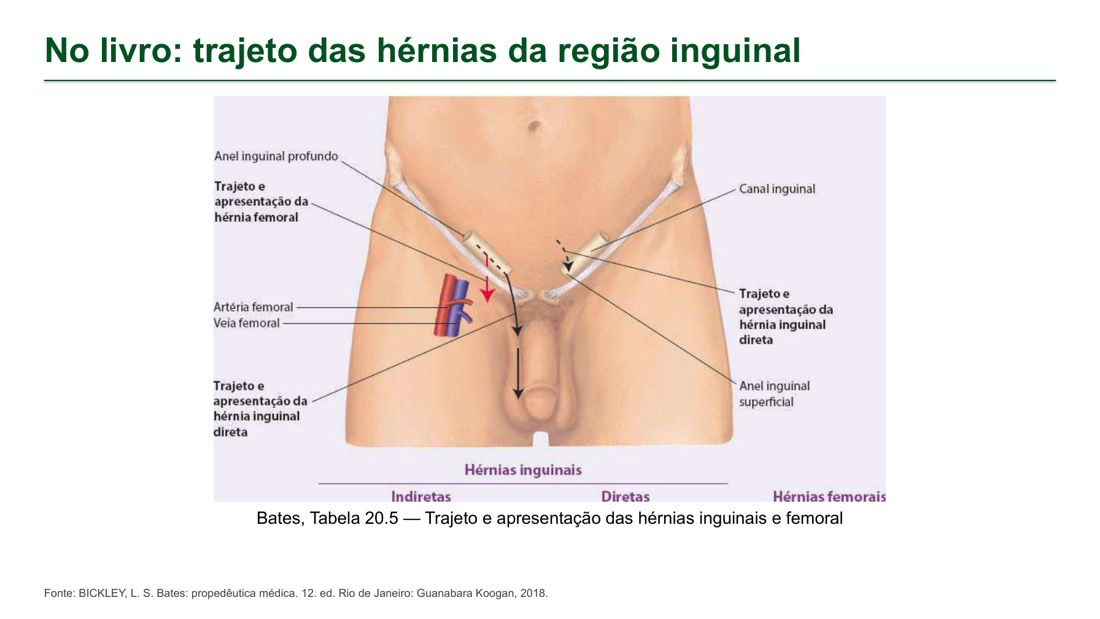 No livro: trajeto das hérnias da região inguinal
Anel inguinal profundo
Trajeto e
apresentação da
hérnia femoral
Artéria femoral
Veia femoral
Trajeto e
apresentação da
hérnia inguinal
direta
Canal inguinal
Trajeto e
apresentação da
hérnia inguinal
direta
Anel inguinal
superficial
Hérnias inguinais
Indiretas
Diretas
Hérnias femorais
Bates, Tabela 20.5 — Trajeto e apresentação das hérnias inguinais e femoral
Fonte: BICKLEY, L. S. Bates: propedêutica médica. 12. ed. Rio de Janeiro: Guanabara Koogan, 2018.